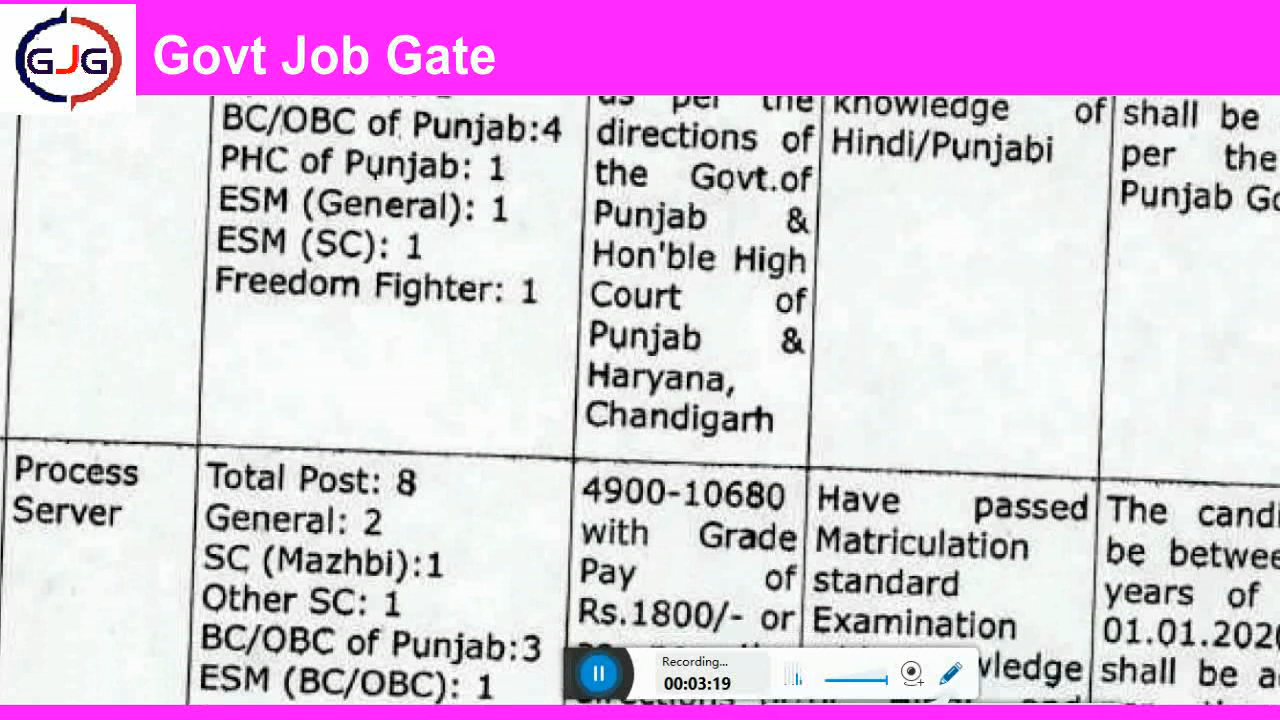 GJG
Govt Job Gate
BC/OBC of Punjab:4
PHC of Punjab: 1
ESM (General): 1
ESM (SC): 1
Freedom Fighter: 1
as per the
directions of
the Govt.of
Punjab &
Hon'ble High
Court of
Punjab &
Haryana,
Chandigarh
knowledge of
Hindi/Punjabi
shall be
per the
Punjab
Process
Server
Total Post: 8
General: 2
SC (Mazhbi):1
Other SC: 1
BC/OBC of Punjab:3
ESM (BC/OBC): 1
4900-10680
with Grade
Pay of
Rs.1800/- or
Have passed
Matriculation
standard
Examination
The
be
years of
01.01.2020
shall be
Recording...
00:03:19